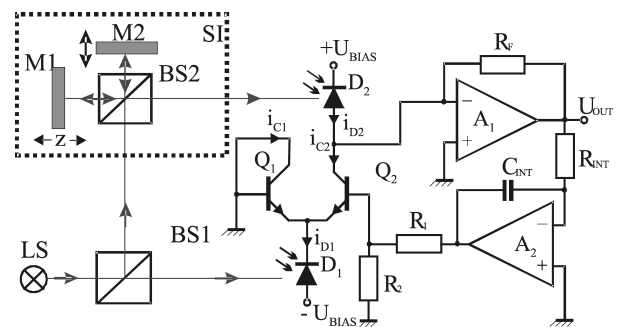 M2
SI
M1
BS2
z
+U_BIAS
D_2
R_F
A_1
U_OUT
i_C1
i_D2
i_C2
R_INT
C_INT
Q_1
Q_2
BS1
R_1
A_2
LS
i_D1
D_1
R_2
- U_BIAS
− + − +